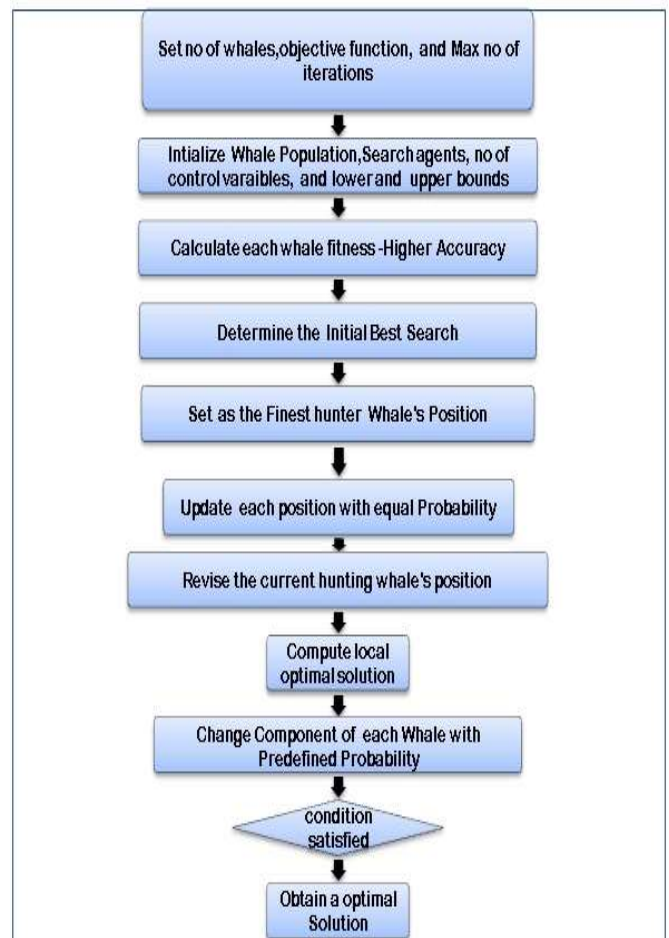 Set no of whales,objective function, and Max no of
iterations
Intialize Whale Population,Search agents, no of
control varaibles, and lower and upper bounds
Calculate each whale fitness -Higher Accuracy
Determine the Initial Best Search
Set as the Finest hunter Whale's Position
Update each position with equal Probability
Revise the current hunting whale's position
Compute local
optimal solution
Change Component of each Whale with
Predefined Probability
condition
satisfied
Obtain a optimal
Solution